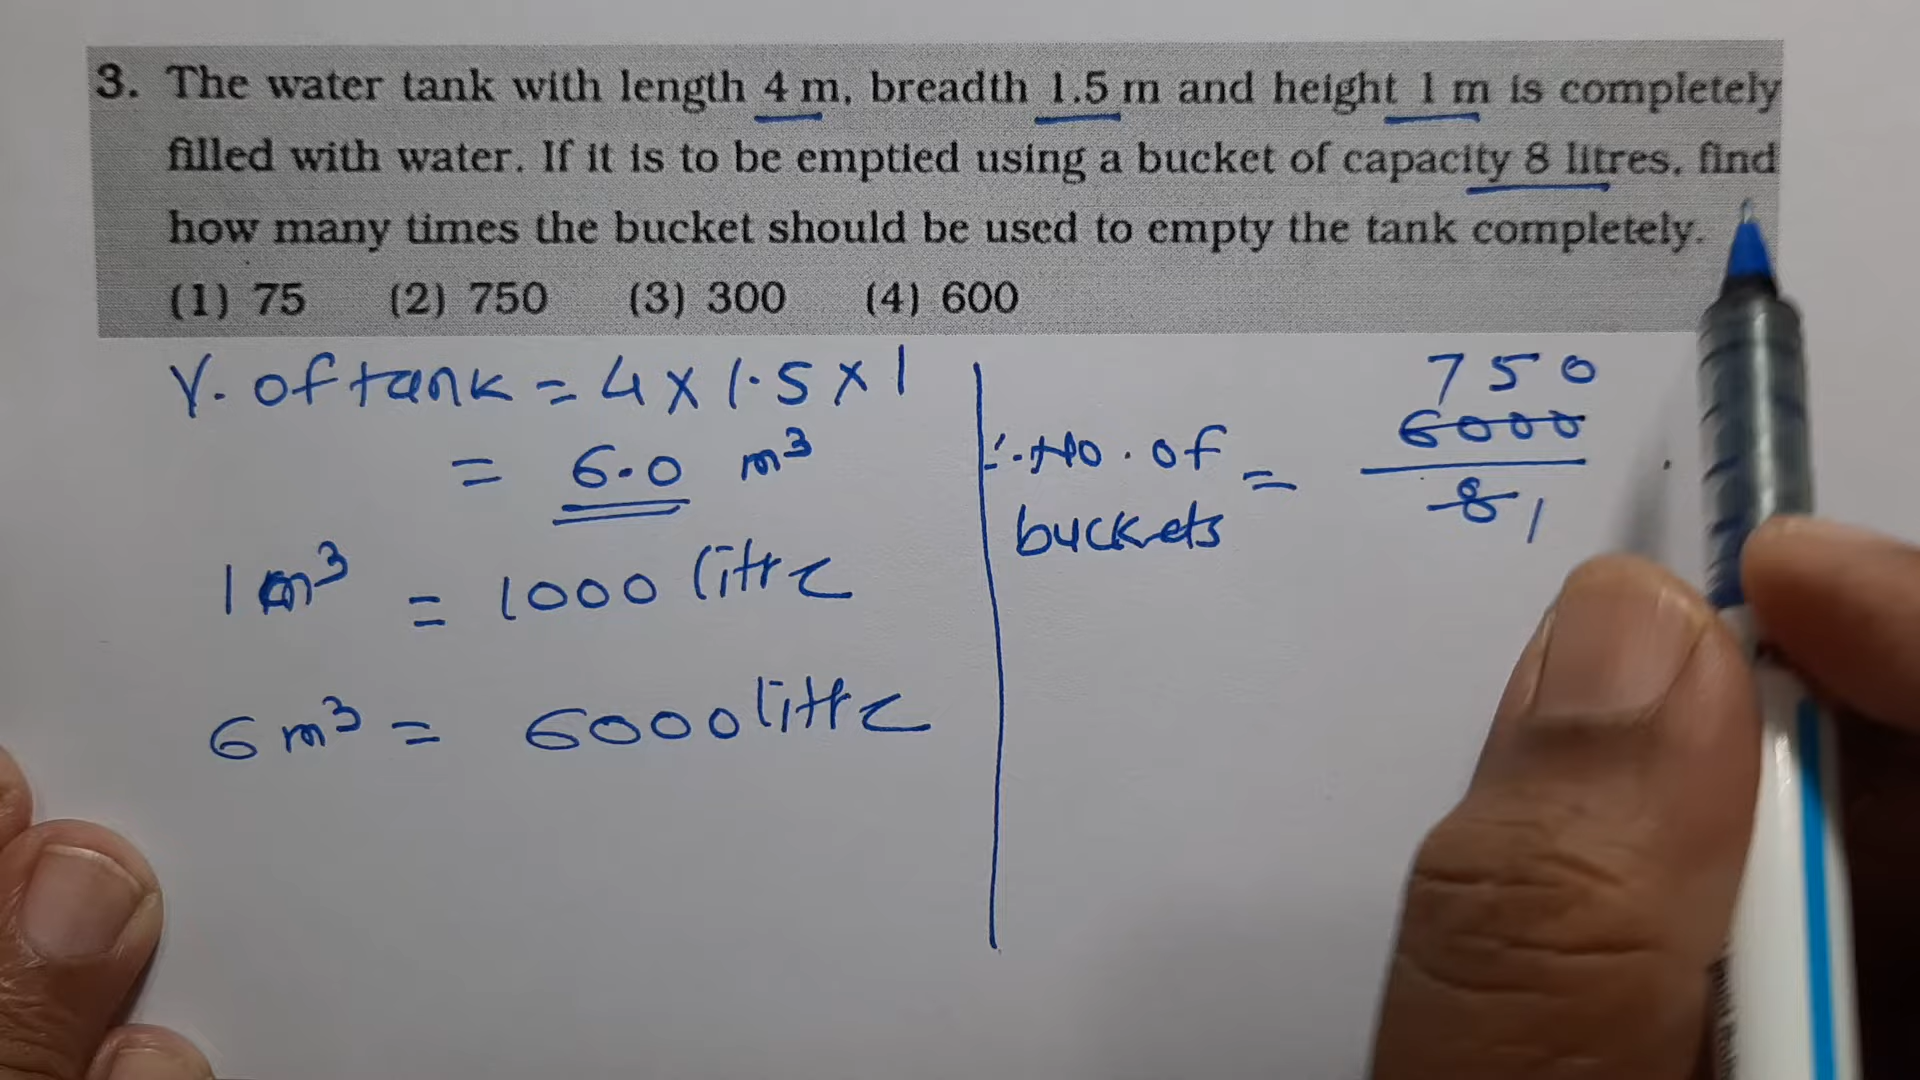 3. The water tank with length 4 m, breadth 1.5 m and height 1 m is completely
filled with water. If it is to be emptied using a bucket of capacity 8 litres, find
how many times the bucket should be used to empty the tank completely.
(1) 75 (2) 750 (3) 300 (4) 600
V. of tank = 4 × 1.5 × 1
= 6.0 m³
1 m³ = 1000 litre
6 m³ = 6000 litre
∴ No. of
buckets =
750
6000
8 1